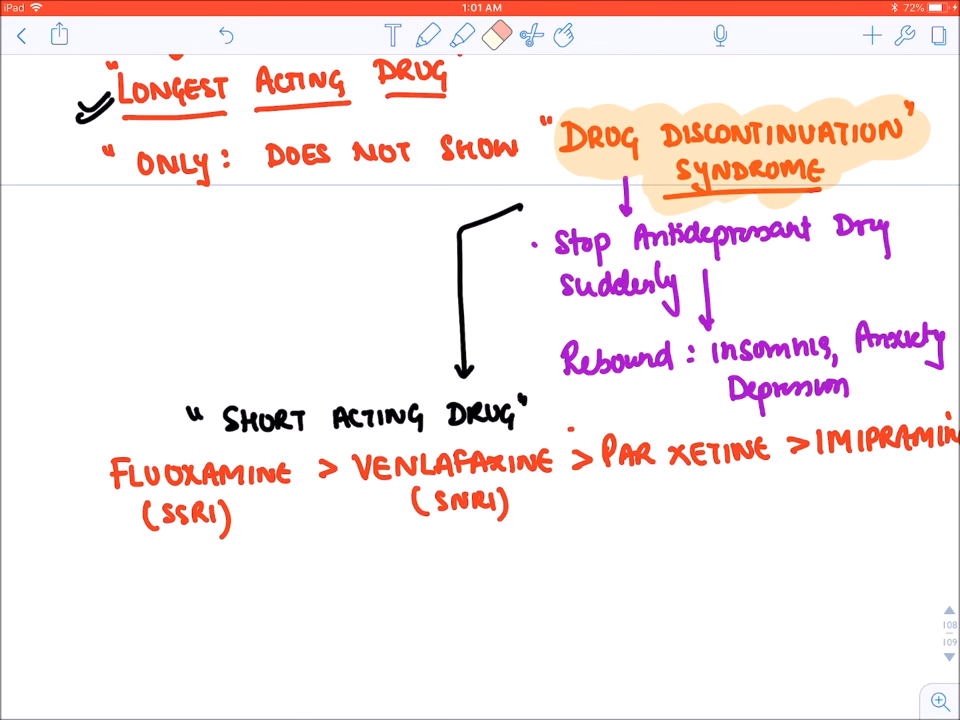 iPad 1:01 AM 72%
T
"LONGEST ACTING DRUG"
" ONLY: DOES NOT SHOW "DRUG DISCONTINUATION"
SYNDROME
• Stop Antidepressant Drug
Suddenly
Rebound : Insomnia, Anxiety
Depression
" SHORT ACTING DRUG"
FLUOXAMINE > VENLAFAXINE > PAR XETINE > IMIPRAMIN
(SSRI) (SNRI)
108
109